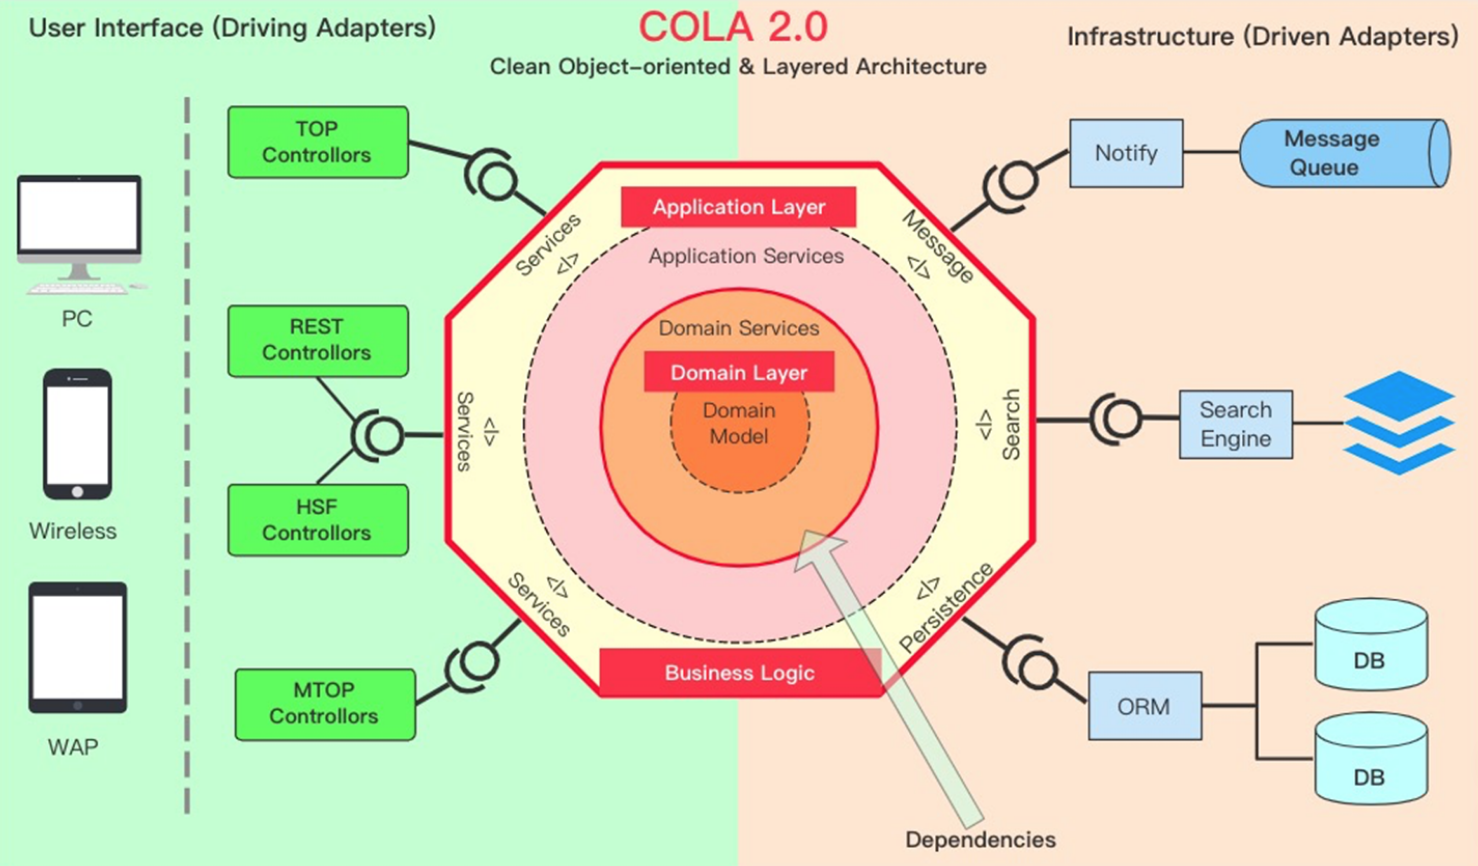 User Interface (Driving Adapters)
COLA 2.0
Clean Object-oriented & Layered Architecture
Infrastructure (Driven Adapters)
PC
Wireless
WAP
TOP
Controllors
REST
Controllors
HSF
Controllors
MTOP
Controllors
Services
</>
Services
</>
Services
</>
Application Layer
Application Services
Domain Services
Domain Layer
Domain
Model
Business Logic
Message
</>
</>
Search
</>
Persistence
Notify
Message
Queue
Search
Engine
ORM
DB
DB
Dependencies